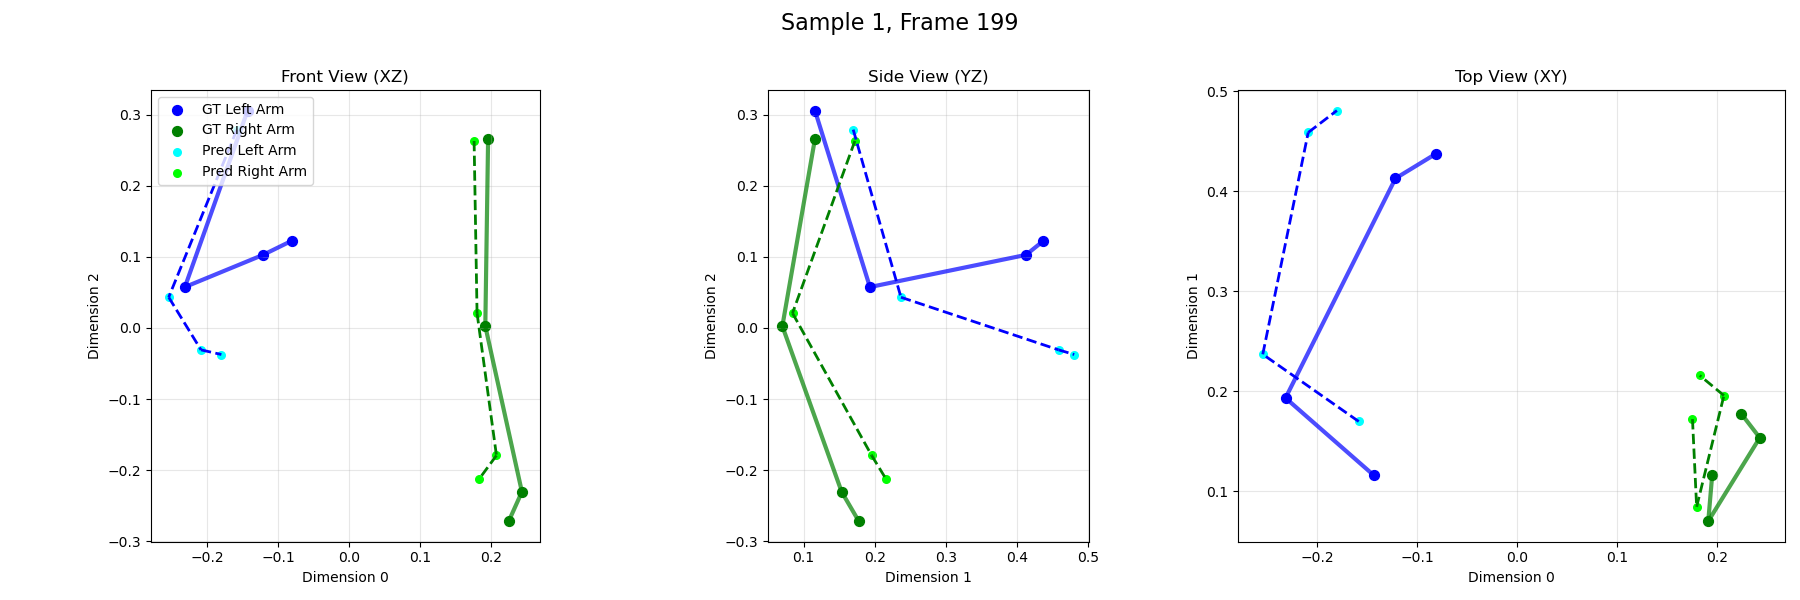 Sample 1, Frame 199
Front View (XZ)
GT Left Arm
GT Right Arm
Pred Left Arm
Pred Right Arm
0.3
0.2
0.1
0.0
−0.1
−0.2
−0.3
Dimension 2
−0.2
−0.1
0.0
0.1
0.2
Dimension 0
Side View (YZ)
0.3
0.2
0.1
0.0
−0.1
−0.2
−0.3
Dimension 2
0.1
0.2
0.3
0.4
0.5
Dimension 1
Top View (XY)
0.5
0.4
0.3
0.2
0.1
Dimension 1
−0.2
−0.1
0.0
0.1
0.2
Dimension 0